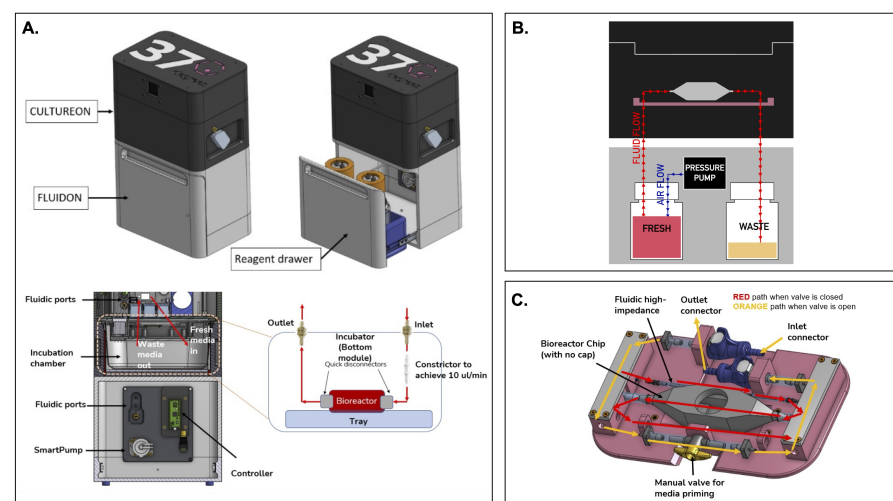 A.
37
37
CULTUREON
FLUIDON
Reagent drawer
Fluidic ports
Waste
media
out
Fresh
media
in
Incubation
chamber
Fluidic ports
SmartPump
Controller
Outlet
Incubator
(Bottom
module)
Inlet
Quick disconnectors
Constrictor to
achieve 10 ul/min
Bioreactor
Tray
B.
FLUID FLOW
AIR FLOW
PRESSURE
PUMP
FRESH
WASTE
C.
Fluidic high-
impedance
Outlet
connector
RED path when valve is closed
ORANGE path when valve is open
Inlet
connector
Bioreactor Chip
(with no cap)
Manual valve for
media priming